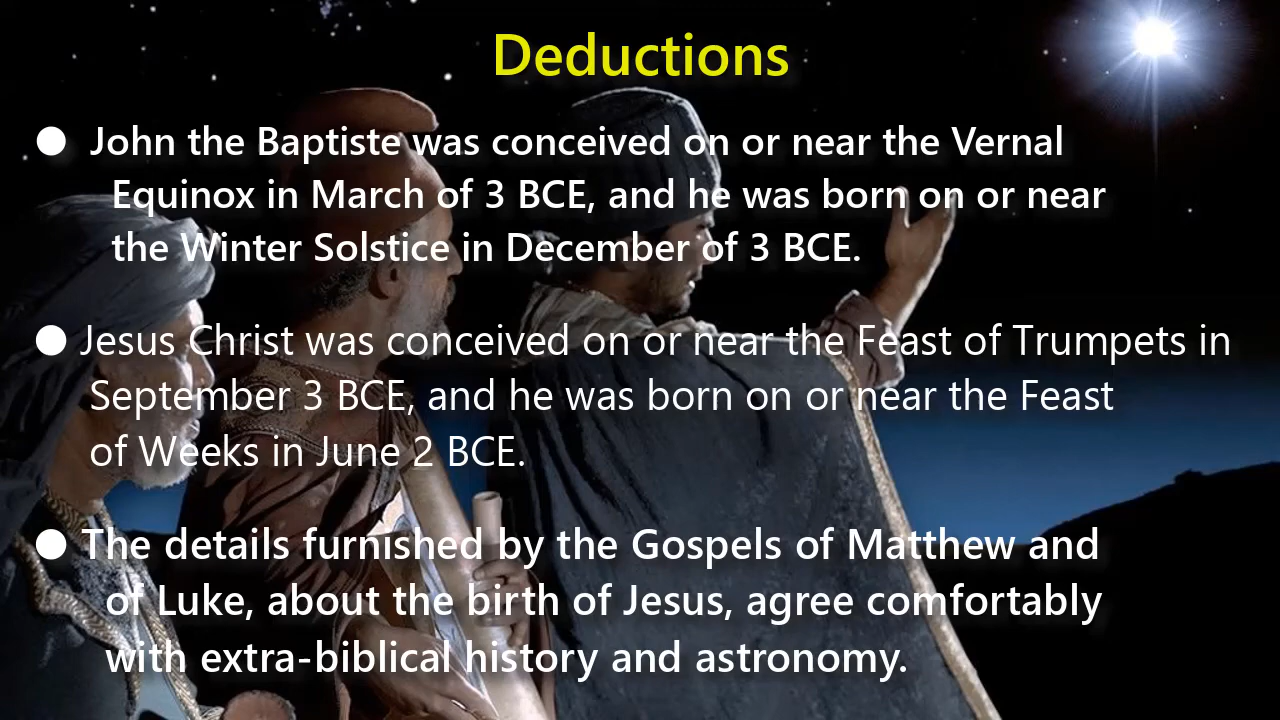 Deductions
● John the Baptiste was conceived on or near the Vernal
Equinox in March of 3 BCE, and he was born on or near
the Winter Solstice in December of 3 BCE.
● Jesus Christ was conceived on or near the Feast of Trumpets in
September 3 BCE, and he was born on or near the Feast
of Weeks in June 2 BCE.
● The details furnished by the Gospels of Matthew and
of Luke, about the birth of Jesus, agree comfortably
with extra-biblical history and astronomy.